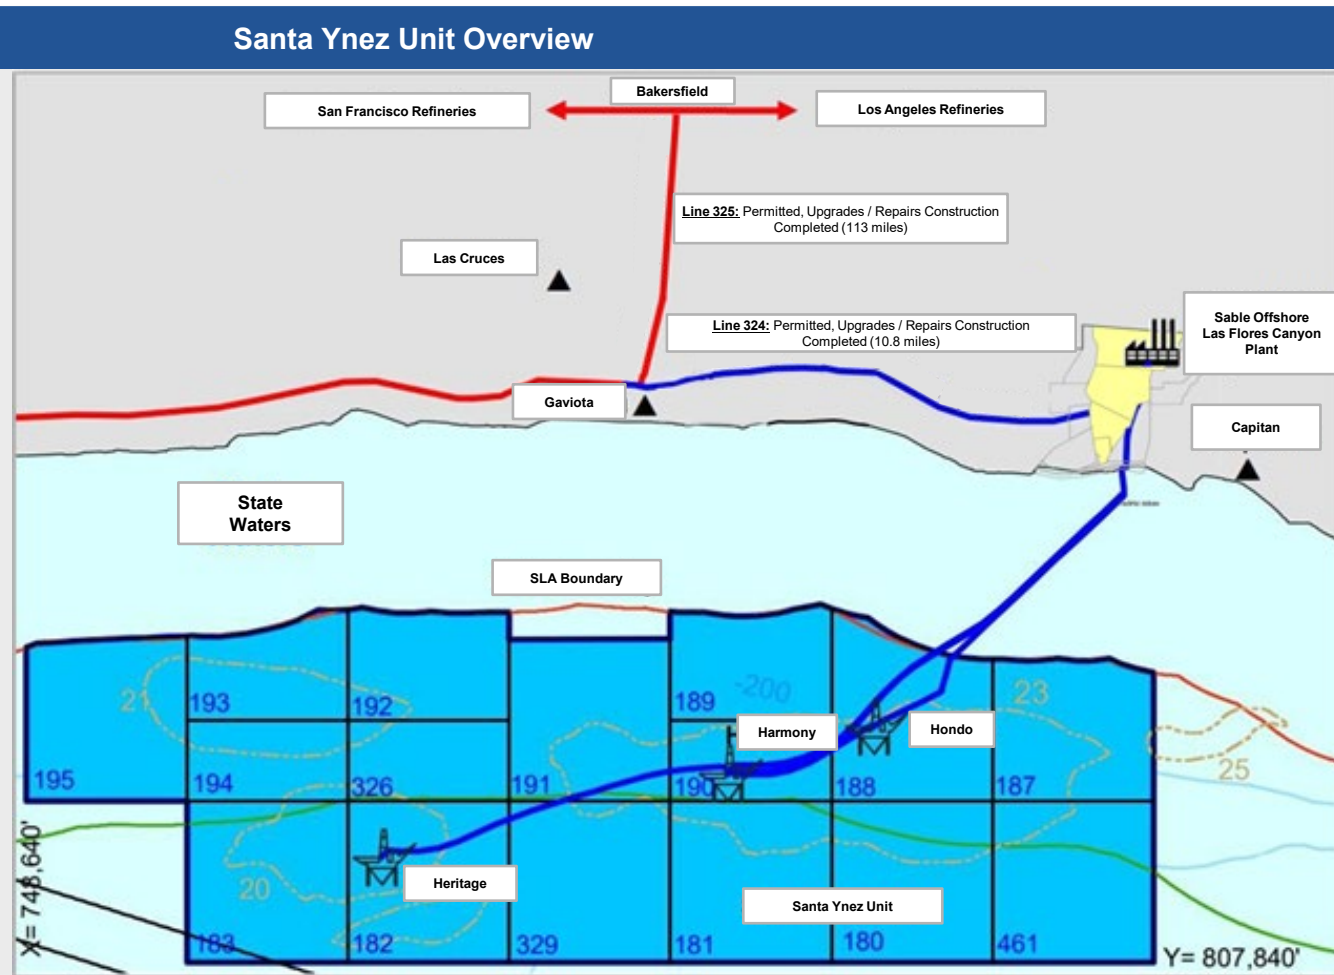 Santa Ynez Unit Overview
Bakersfield
San Francisco Refineries
Los Angeles Refineries
Line 325: Permitted, Upgrades / Repairs Construction
Completed (113 miles)
Las Cruces
Line 324: Permitted, Upgrades / Repairs Construction
Completed (10.8 miles)
Sable Offshore
Las Flores Canyon
Plant
Gaviota
Capitan
State
Waters
SLA Boundary
21
193
192
189
-200
23
Harmony
Hondo
195
194
326
191
190
188
187
25
X= 748,640'
20
Heritage
Santa Ynez Unit
183
182
329
181
180
461
Y= 807,840'